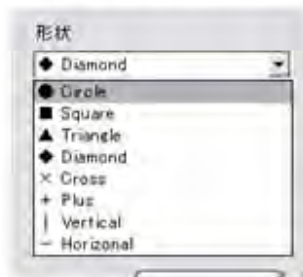 形状
◆ Diamond
● Circle
■ Square
▲ Triangle
◆ Diamond
× Cross
+ Plus
| Vertical
− Horizonal